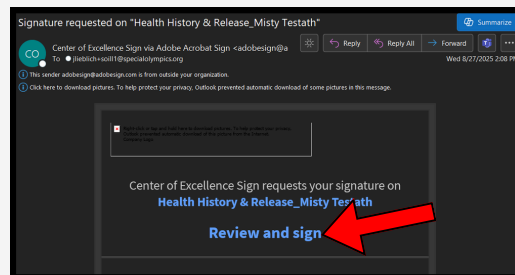 Signature requested on "Health History & Release_Misty Testath"
Summarize
CO
Center of Excellence Sign via Adobe Acrobat Sign <adobesign@a
Reply
Reply All
Forward
To jlieblich+soill1@specialolympics.org
Wed 8/27/2025 2:08 PM
This sender adobesign@adobesign.com is from outside your organization.
Click here to download pictures. To help protect your privacy, Outlook prevented automatic download of some pictures in this message.
Center of Excellence Sign requests your signature on
Health History & Release_Misty Testath
Review and sign